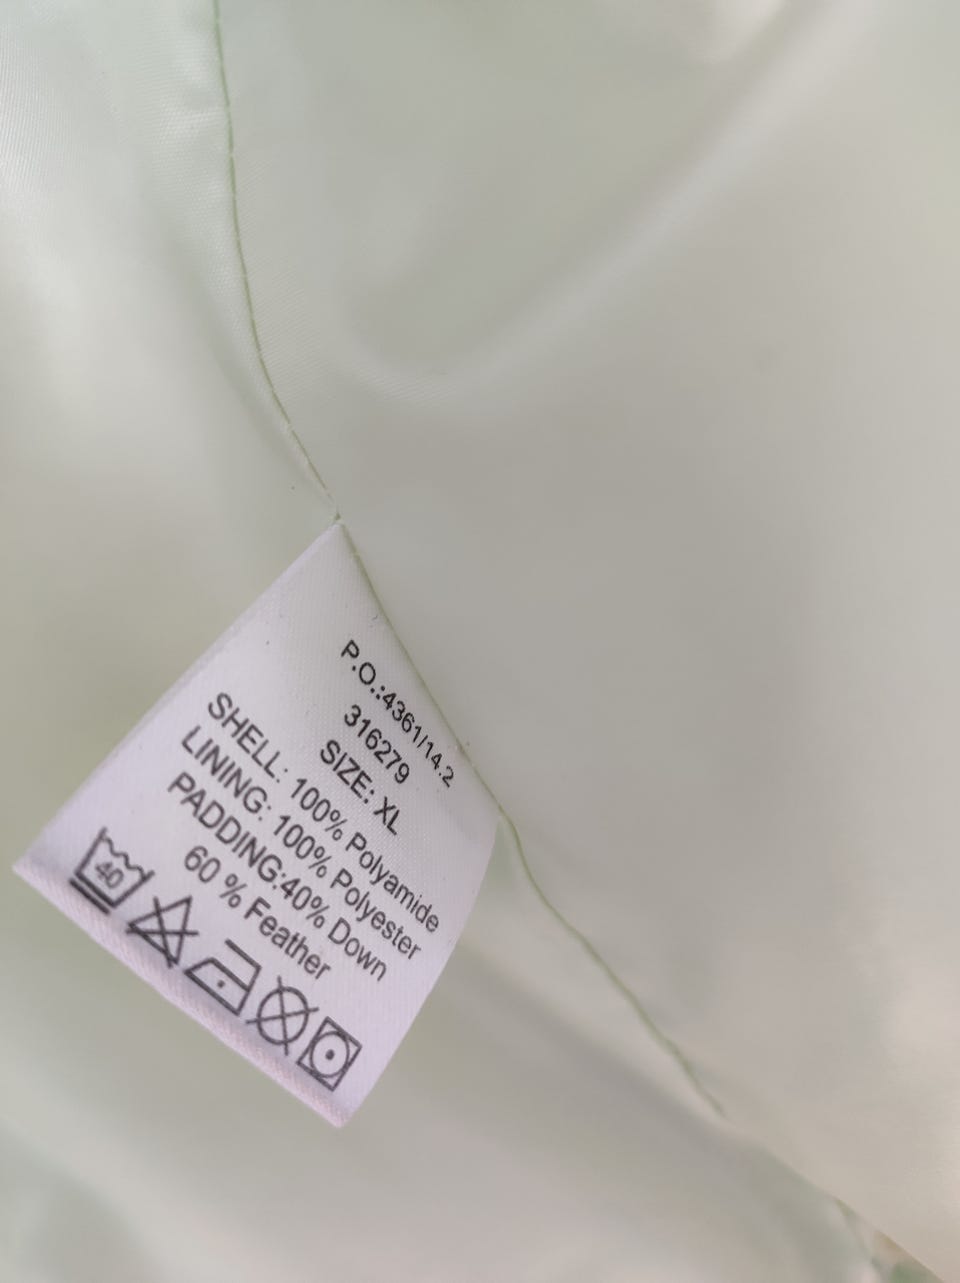 P.O.:4361/14.2
316279
SIZE: XL
SHELL: 100% Polyamide
LINING: 100% Polyester
PADDING:40% Down
60 % Feather
40